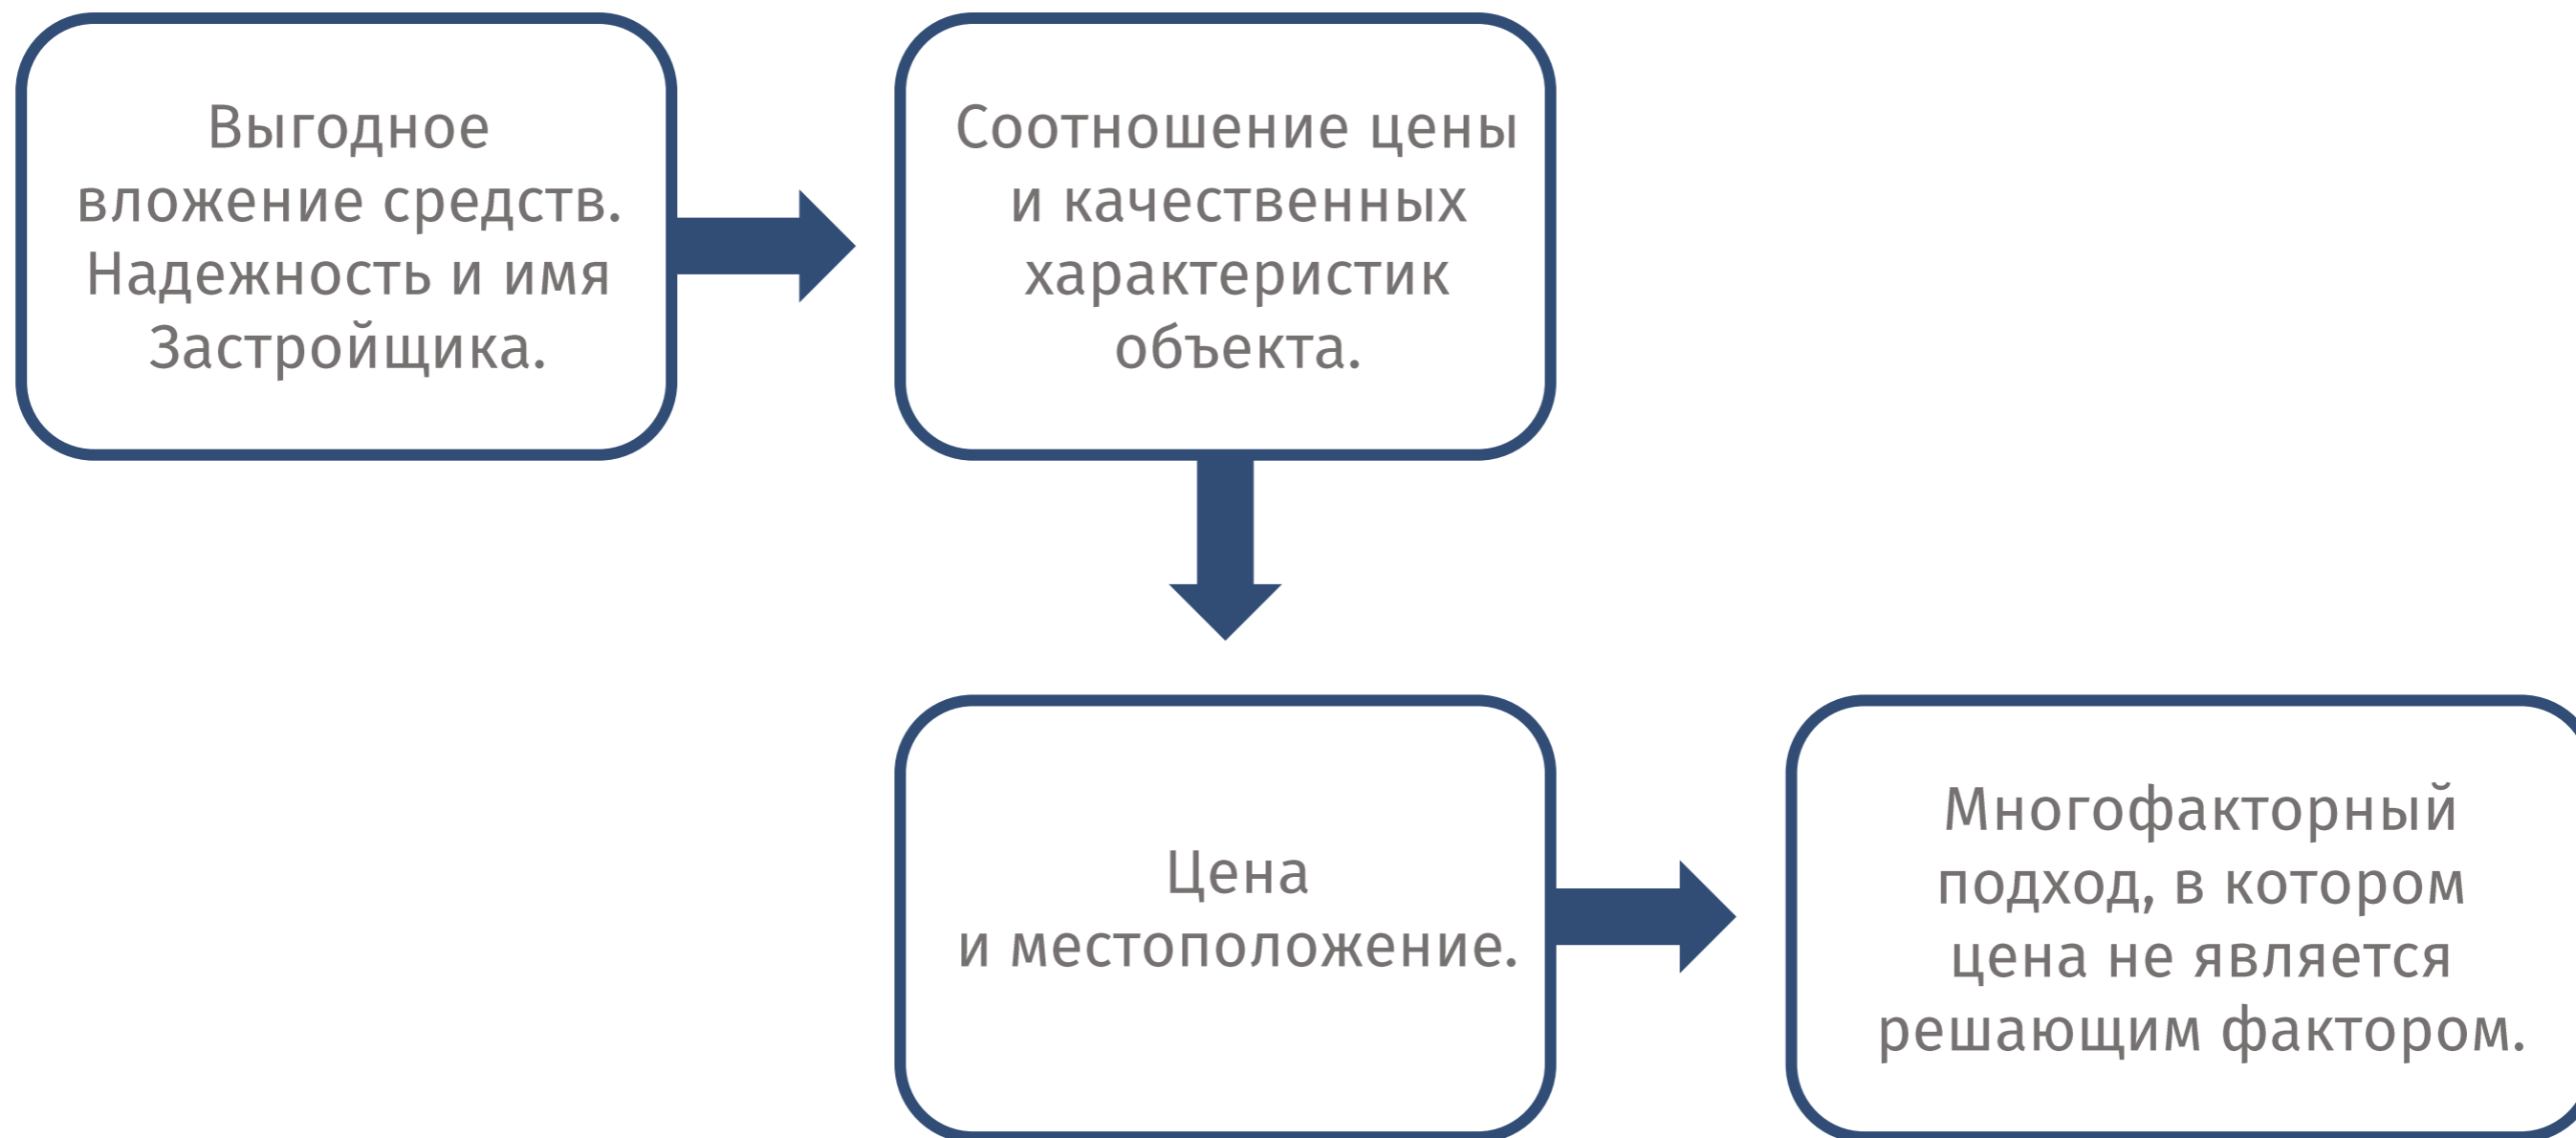 Выгодное
вложение средств.
Надежность и имя
Застройщика.
Соотношение цены
и качественных
характеристик
объекта.
Цена
и местоположение.
Многофакторный
подход, в котором
цена не является
решающим фактором.